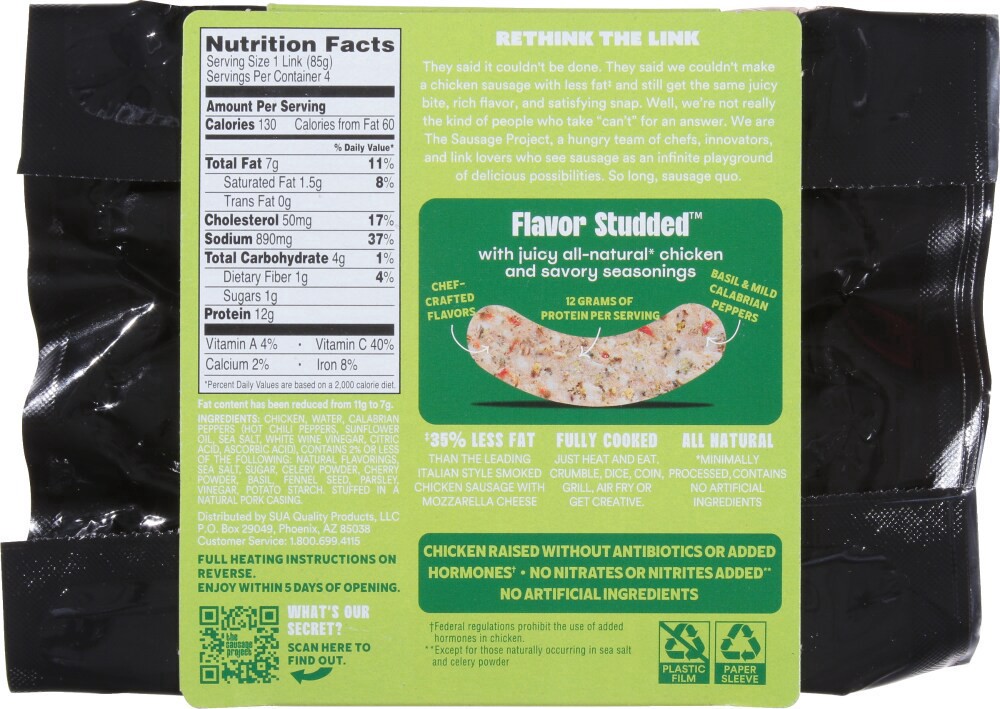 Nutrition Facts
Serving Size 1 Link (85g)
Servings Per Container 4
Amount Per Serving
Calories 130 Calories from Fat 60
% Daily Value*
Total Fat 7g 11%
Saturated Fat 1.5g 8%
Trans Fat 0g
Cholesterol 50mg 17%
Sodium 890mg 37%
Total Carbohydrate 4g 1%
Dietary Fiber 1g 4%
Sugars 1g
Protein 12g
Vitamin A 4% • Vitamin C 40%
Calcium 2% • Iron 8%
*Percent Daily Values are based on a 2,000 calorie diet.
Fat content has been reduced from 11g to 7g.
INGREDIENTS: CHICKEN, WATER, CALABRIAN
PEPPERS (HOT CHILI PEPPERS, SUNFLOWER
OIL, SEA SALT, WHITE WINE VINEGAR, CITRIC
ACID, ASCORBIC ACID), CONTAINS 2% OR LESS
OF THE FOLLOWING: NATURAL FLAVORINGS,
SEA SALT, SUGAR, CELERY POWDER, CHERRY
POWDER, BASIL, FENNEL SEED, PARSLEY,
VINEGAR, POTATO STARCH. STUFFED IN A
NATURAL PORK CASING.
Distributed by SUA Quality Products, LLC
P.O. Box 29049, Phoenix, AZ 85038
Customer Service: 1.800.699.4115
FULL HEATING INSTRUCTIONS ON
REVERSE.
ENJOY WITHIN 5 DAYS OF OPENING.
the
sausage
project
WHAT'S OUR
SECRET?
SCAN HERE TO
FIND OUT.
RETHINK THE LINK
They said it couldn't be done. They said we couldn't make
a chicken sausage with less fat‡ and still get the same juicy
bite, rich flavor, and satisfying snap. Well, we're not really
the kind of people who take "can't" for an answer. We are
The Sausage Project, a hungry team of chefs, innovators,
and link lovers who see sausage as an infinite playground
of delicious possibilities. So long, sausage quo.
Flavor Studded™
with juicy all-natural* chicken
and savory seasonings
CHEF-
CRAFTED
FLAVORS
12 GRAMS OF
PROTEIN PER SERVING
BASIL & MILD
CALABRIAN
PEPPERS
‡35% LESS FAT
THAN THE LEADING
ITALIAN STYLE SMOKED
CHICKEN SAUSAGE WITH
MOZZARELLA CHEESE
FULLY COOKED
JUST HEAT AND EAT.
CRUMBLE, DICE, COIN,
GRILL, AIR FRY OR
GET CREATIVE.
ALL NATURAL
*MINIMALLY
PROCESSED, CONTAINS
NO ARTIFICIAL
INGREDIENTS
CHICKEN RAISED WITHOUT ANTIBIOTICS OR ADDED
HORMONES† • NO NITRATES OR NITRITES ADDED**
NO ARTIFICIAL INGREDIENTS
†Federal regulations prohibit the use of added
hormones in chicken.
**Except for those naturally occurring in sea salt
and celery powder
PLASTIC
FILM
PAPER
SLEEVE